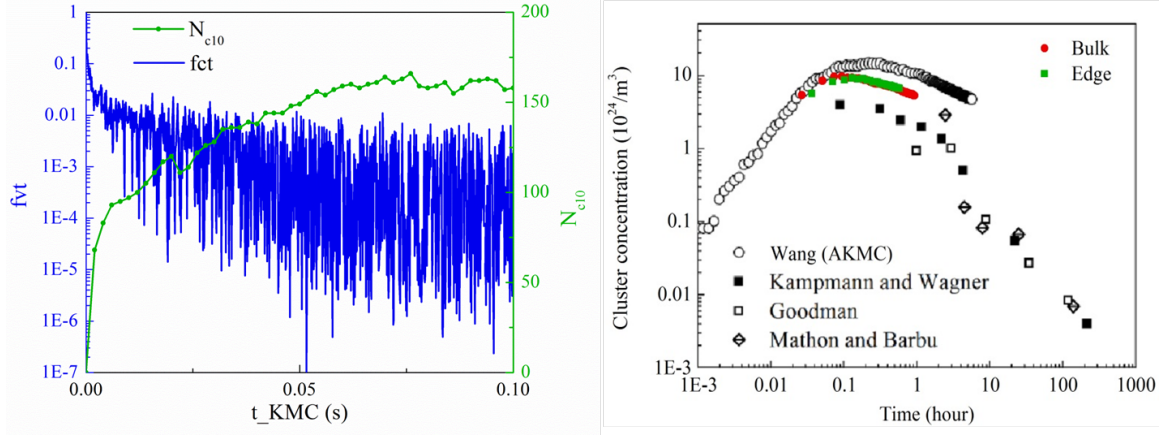 1
0.1
0.01
1E-3
1E-4
1E-5
1E-6
1E-7
fvt
0.00
0.05
0.10
t_KMC (s)
N_c10
fct
200
150
100
50
0
N_c10
10
1
0.1
0.01
1E-3
Cluster concentration (10^24/m^3)
Bulk
Edge
Wang (AKMC)
Kampmann and Wagner
Goodman
Mathon and Barbu
1E-3
0.01
0.1
1
10
100
1000
Time (hour)